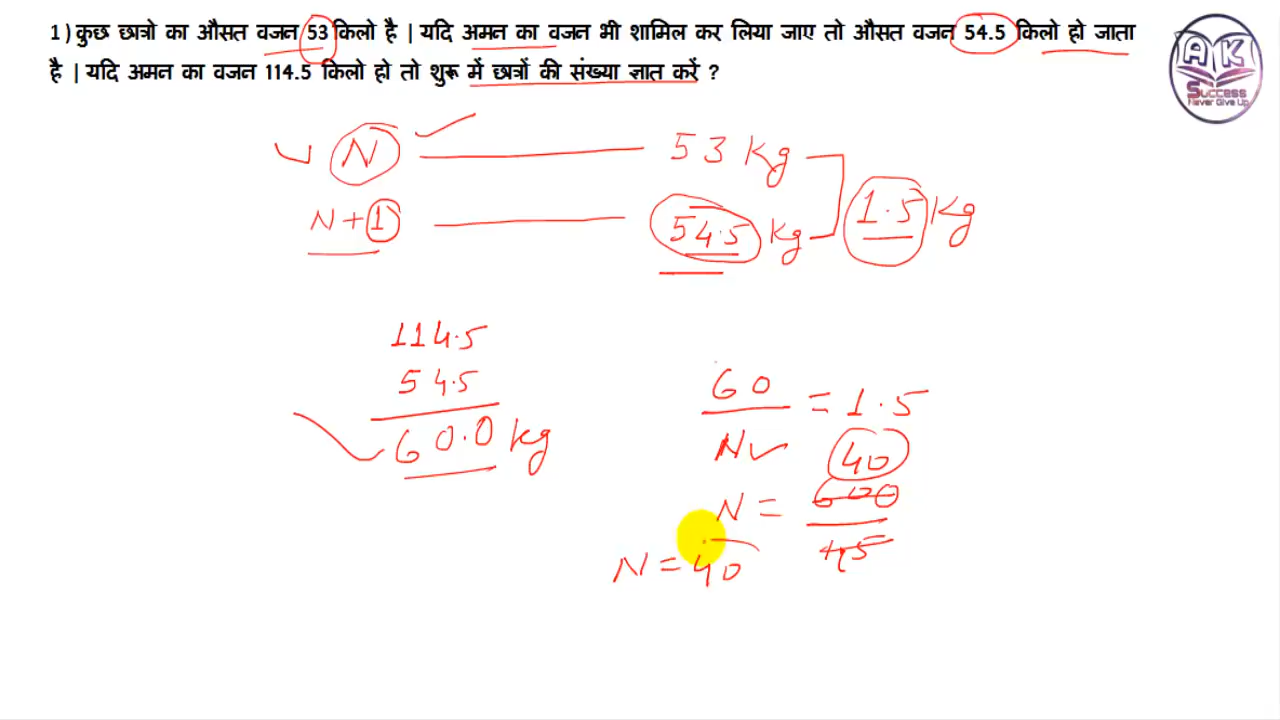 1) कुछ छात्रो का औसत वजन 53 किलो है | यदि अमन का वजन भी शामिल कर लिया जाए तो औसत वजन 54.5 किलो हो जाता
है | यदि अमन का वजन 114.5 किलो हो तो शुरू में छात्रों की संख्या ज्ञात करें ?
AK
Success
Never Give Up
N 53 Kg
N+1 54.5 Kg 1.5 Kg
114.5
54.5
60.0 kg
60 = 1.5
N 40
N = 600
15
N = 40